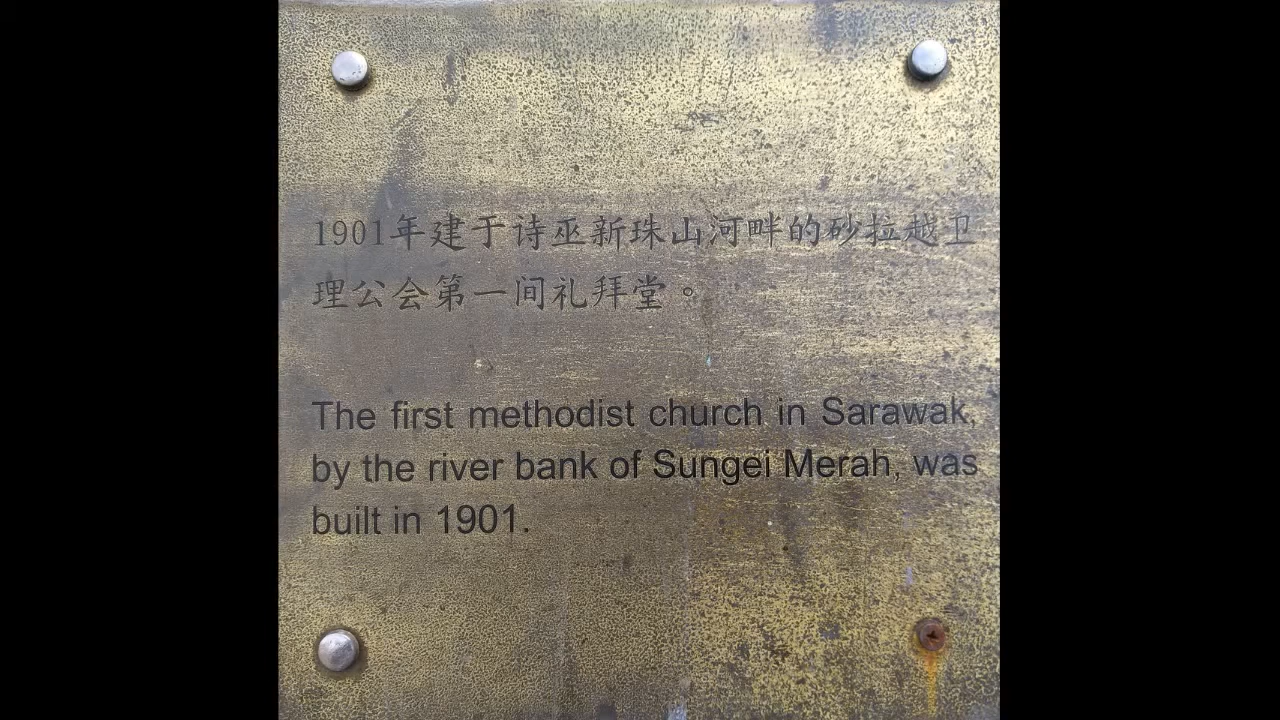 1901年建于诗巫新珠山河畔的砂拉越卫
理公会第一间礼拜堂。
The first methodist church in Sarawak,
by the river bank of Sungei Merah, was
built in 1901.